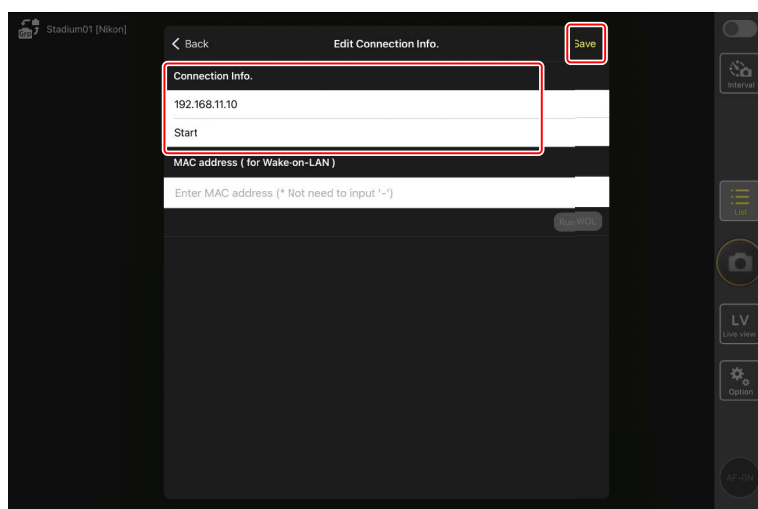 Gru
Stadium01 [Nikon]
Back
Edit Connection Info.
Save
Connection Info.
192.168.11.10
Start
MAC address ( for Wake-on-LAN )
Enter MAC address (* Not need to input '-')
Run WOL
Interval
List
LV
Live view
Option
AF-ON